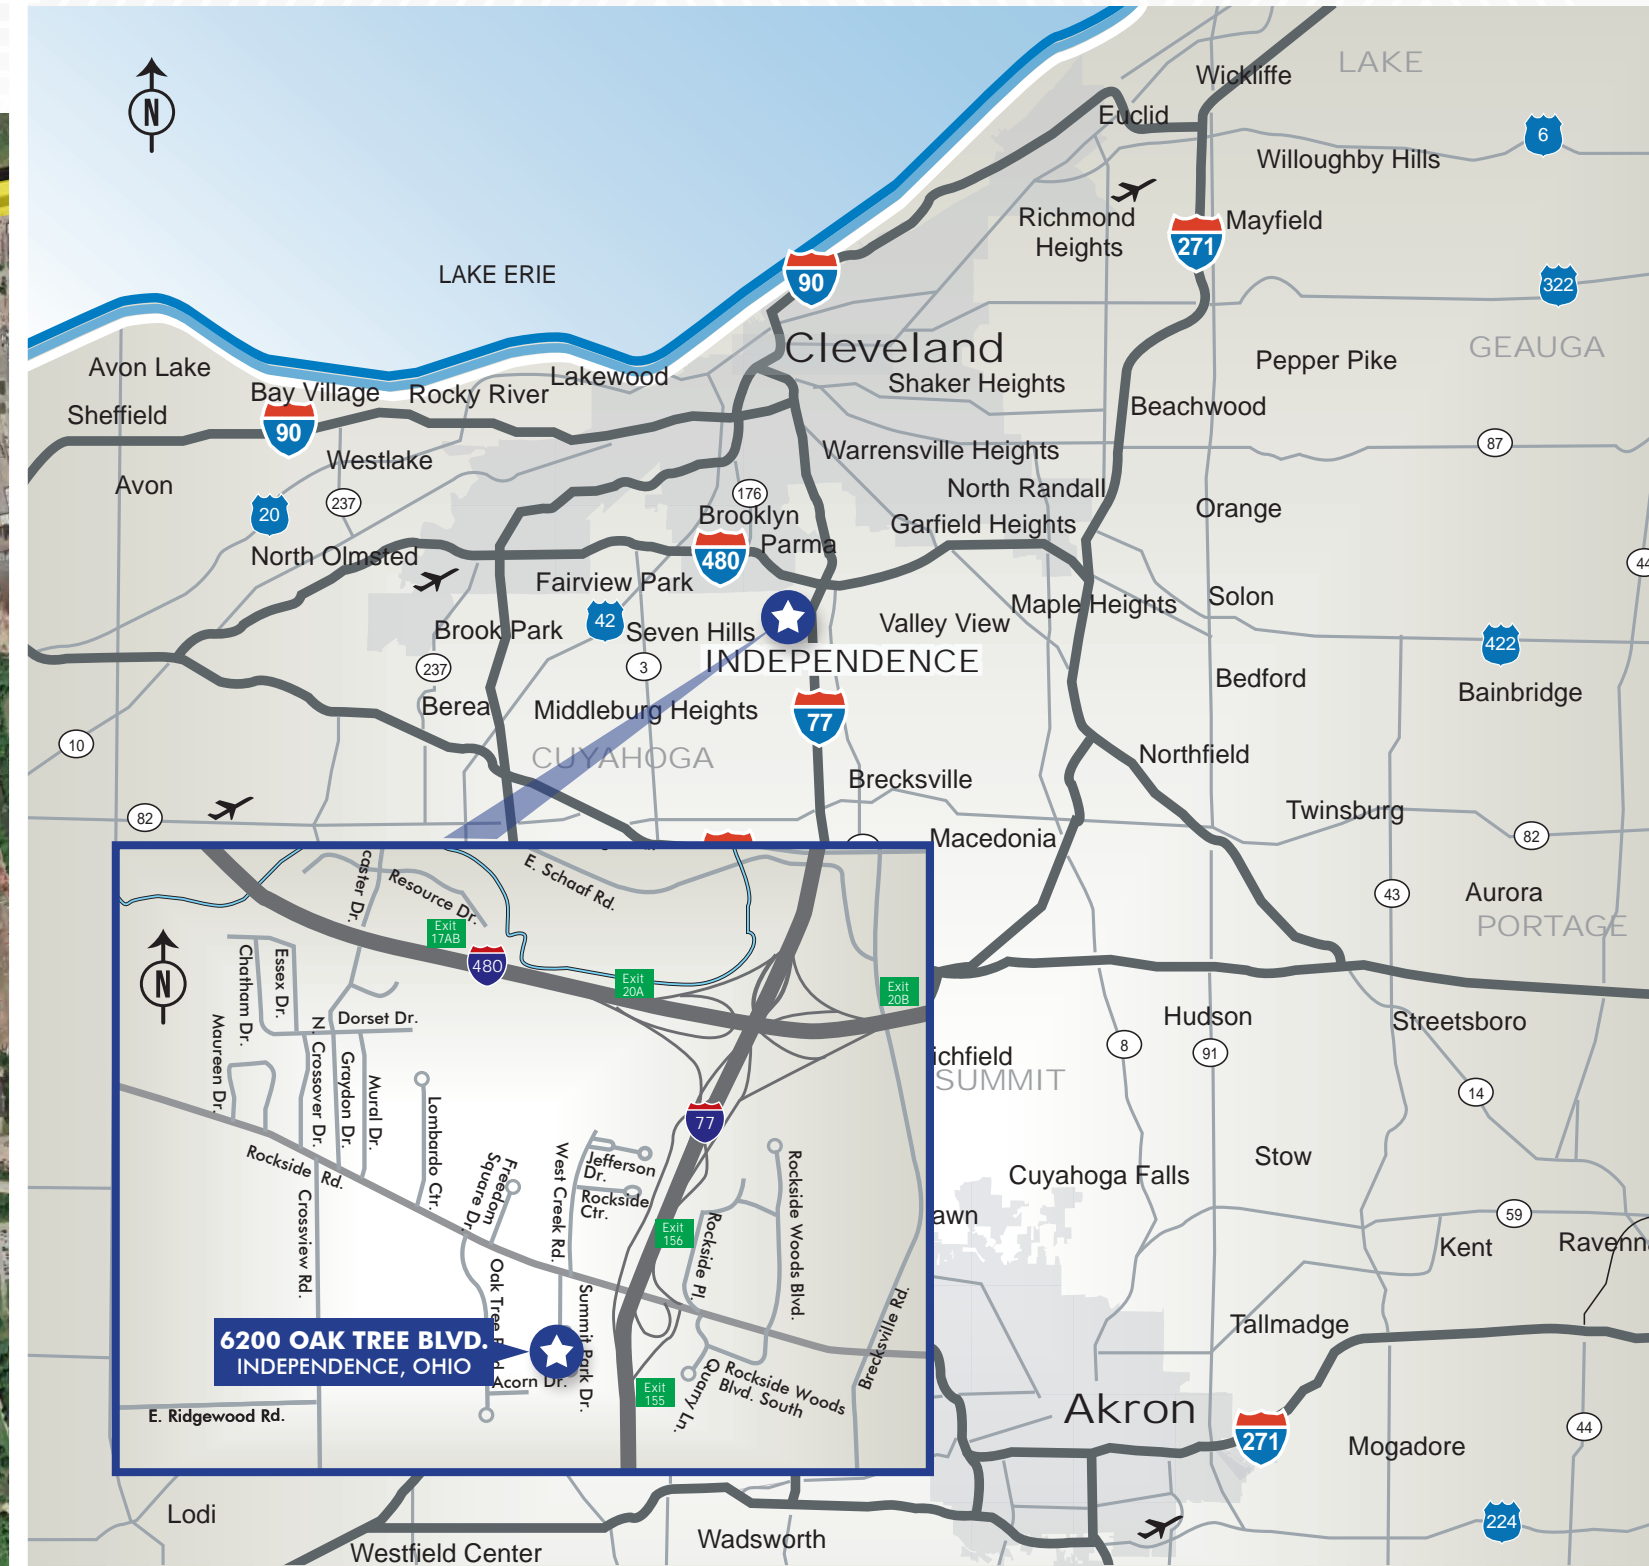 N
LAKE
Wickliffe
Euclid
6
Willoughby Hills
Richmond
Heights
Mayfield
271
LAKE ERIE
90
322
Cleveland
GEAUGA
Pepper Pike
Avon Lake
Bay Village
Rocky River
Lakewood
Shaker Heights
Sheffield
90
Beachwood
Westlake
Warrensville Heights
87
Avon
237
176
North Randall
20
Brooklyn
Orange
Garfield Heights
North Olmsted
Parma
480
44
Fairview Park
Maple Heights
Solon
42
Brook Park
Seven Hills
Valley View
422
237
3
INDEPENDENCE
Bedford
Bainbridge
Berea
Middleburg Heights
77
10
CUYAHOGA
Northfield
Brecksville
82
Twinsburg
Macedonia
82
43
Aurora
PORTAGE
Hudson
Streetsboro
8
91
ichfield
SUMMIT
14
Stow
Cuyahoga Falls
awn
59
Kent
Ravenn
Tallmadge
Akron
271
Mogadore
44
Lodi
224
Wadsworth
Westfield Center
caster Dr.
Resource Dr.
E. Schaaf Rd.
Exit
17AB
480
Exit
20A
Exit
20B
N
Chatham Dr.
Essex Dr.
Maureen Dr.
N. Crossover Dr.
Dorset Dr.
Graydon Dr.
Mural Dr.
Lombardo Ctr.
77
Rockside Rd.
Crossview Rd.
Freedom
Square Dr.
West Creek Rd.
Jefferson
Dr.
Rockside
Ctr.
Rockside Woods Blvd.
Exit
156
Rockside Pl.
Oak Tree
Summit Park Dr.
Brecksville Rd.
6200 OAK TREE BLVD.
INDEPENDENCE, OHIO
Acorn Dr.
Exit
155
Quarry Ln.
Rockside Woods
Blvd. South
E. Ridgewood Rd.